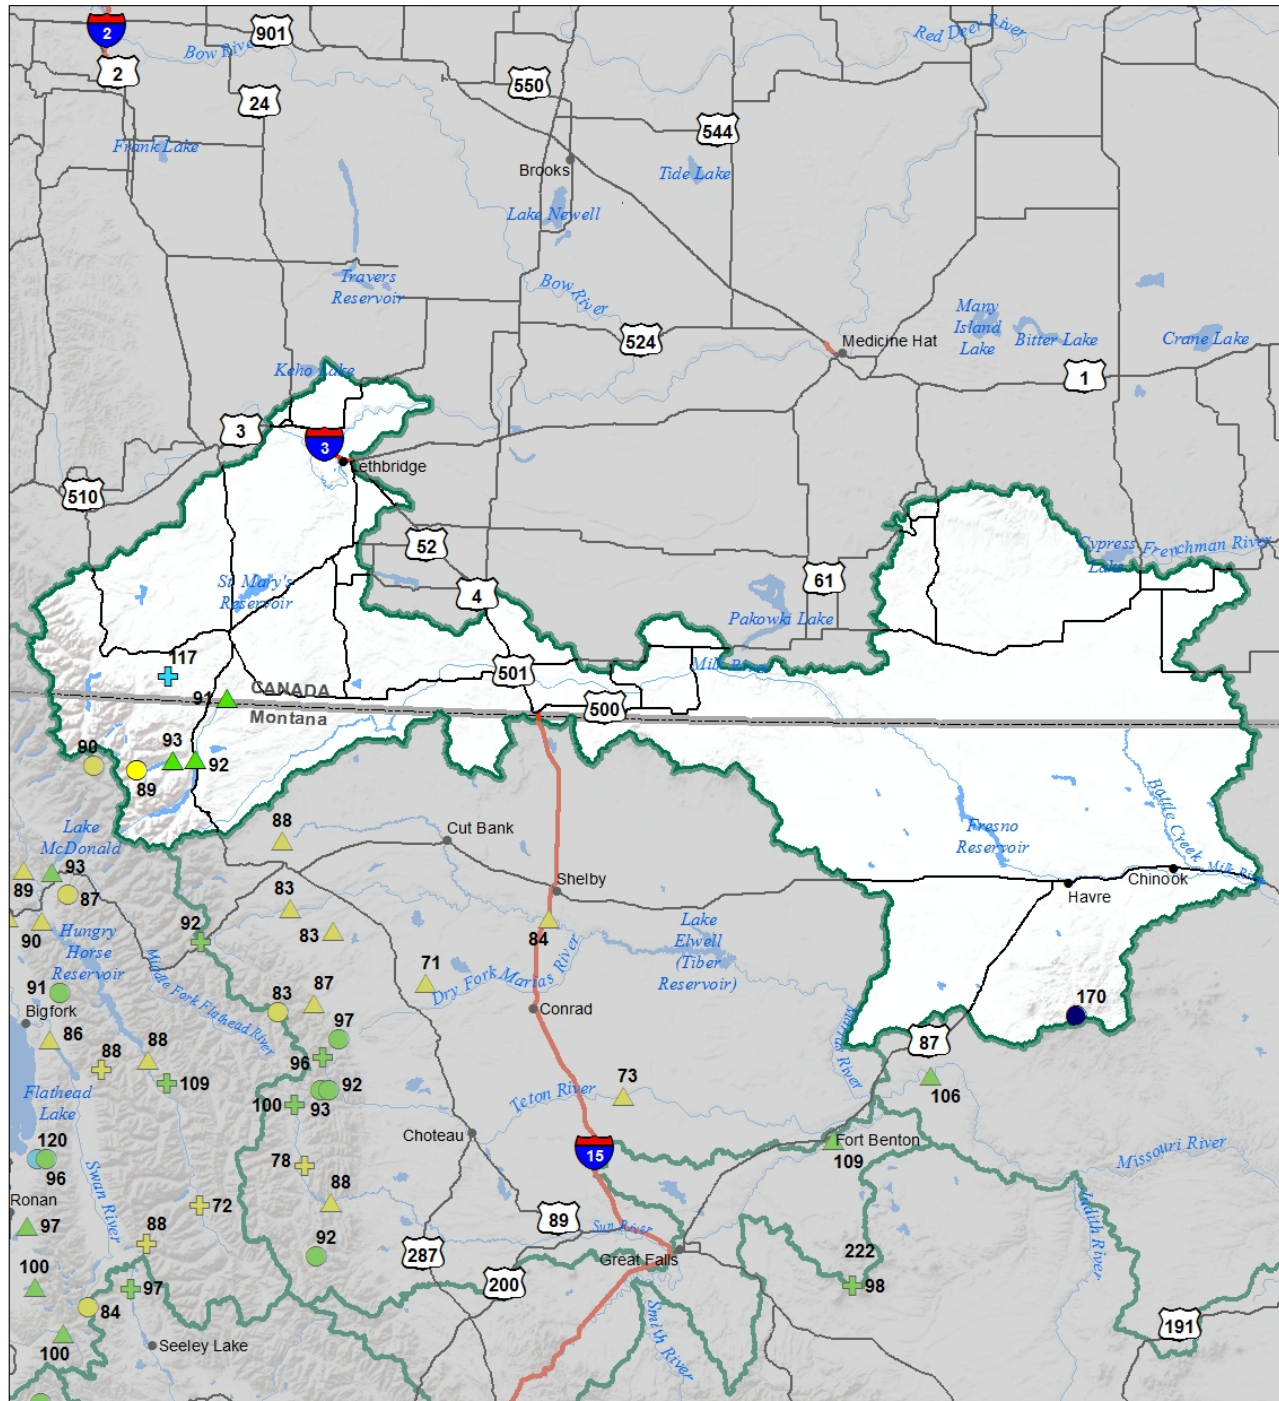 2
901
Bow River
Red Deer River
2
550
24
544
Frank Lake
Brooks
Tide Lake
Lake Newell
Travers
Reservoir
Bow River
Many
Island
Lake
Bitter Lake
Crane Lake
524
Medicine Hat
1
Keho Lake
3
3
Lethbridge
510
52
Cypress
Lake
Frenchman River
61
4
St. Mary's
Reservoir
Pakowki Lake
117
501
Milk River
91
CANADA
Montana
500
90
93
92
89
Battle Creek
Lake
McDonald
88
Cut Bank
Fresno
Reservoir
89
93
87
Shelby
Chinook
Milk River
Havre
83
90
92
83
84
Lake
Elwell
(Tiber
Reservoir)
Hungry
Horse
Reservoir
Middle Fork Flathead River
71
Dry Fork Marias River
91
87
170
Bigfork
83
97
Conrad
Marias River
86
88
88
96
87
109
73
106
Flathead
Lake
100
93
92
Teton River
Choteau
Fort Benton
109
Missouri River
120
96
15
78
Swan River
88
Ronan
72
89
Judith River
97
88
92
Sun River
287
Great Falls
222
98
100
97
200
84
Smith River
191
100
Seeley Lake